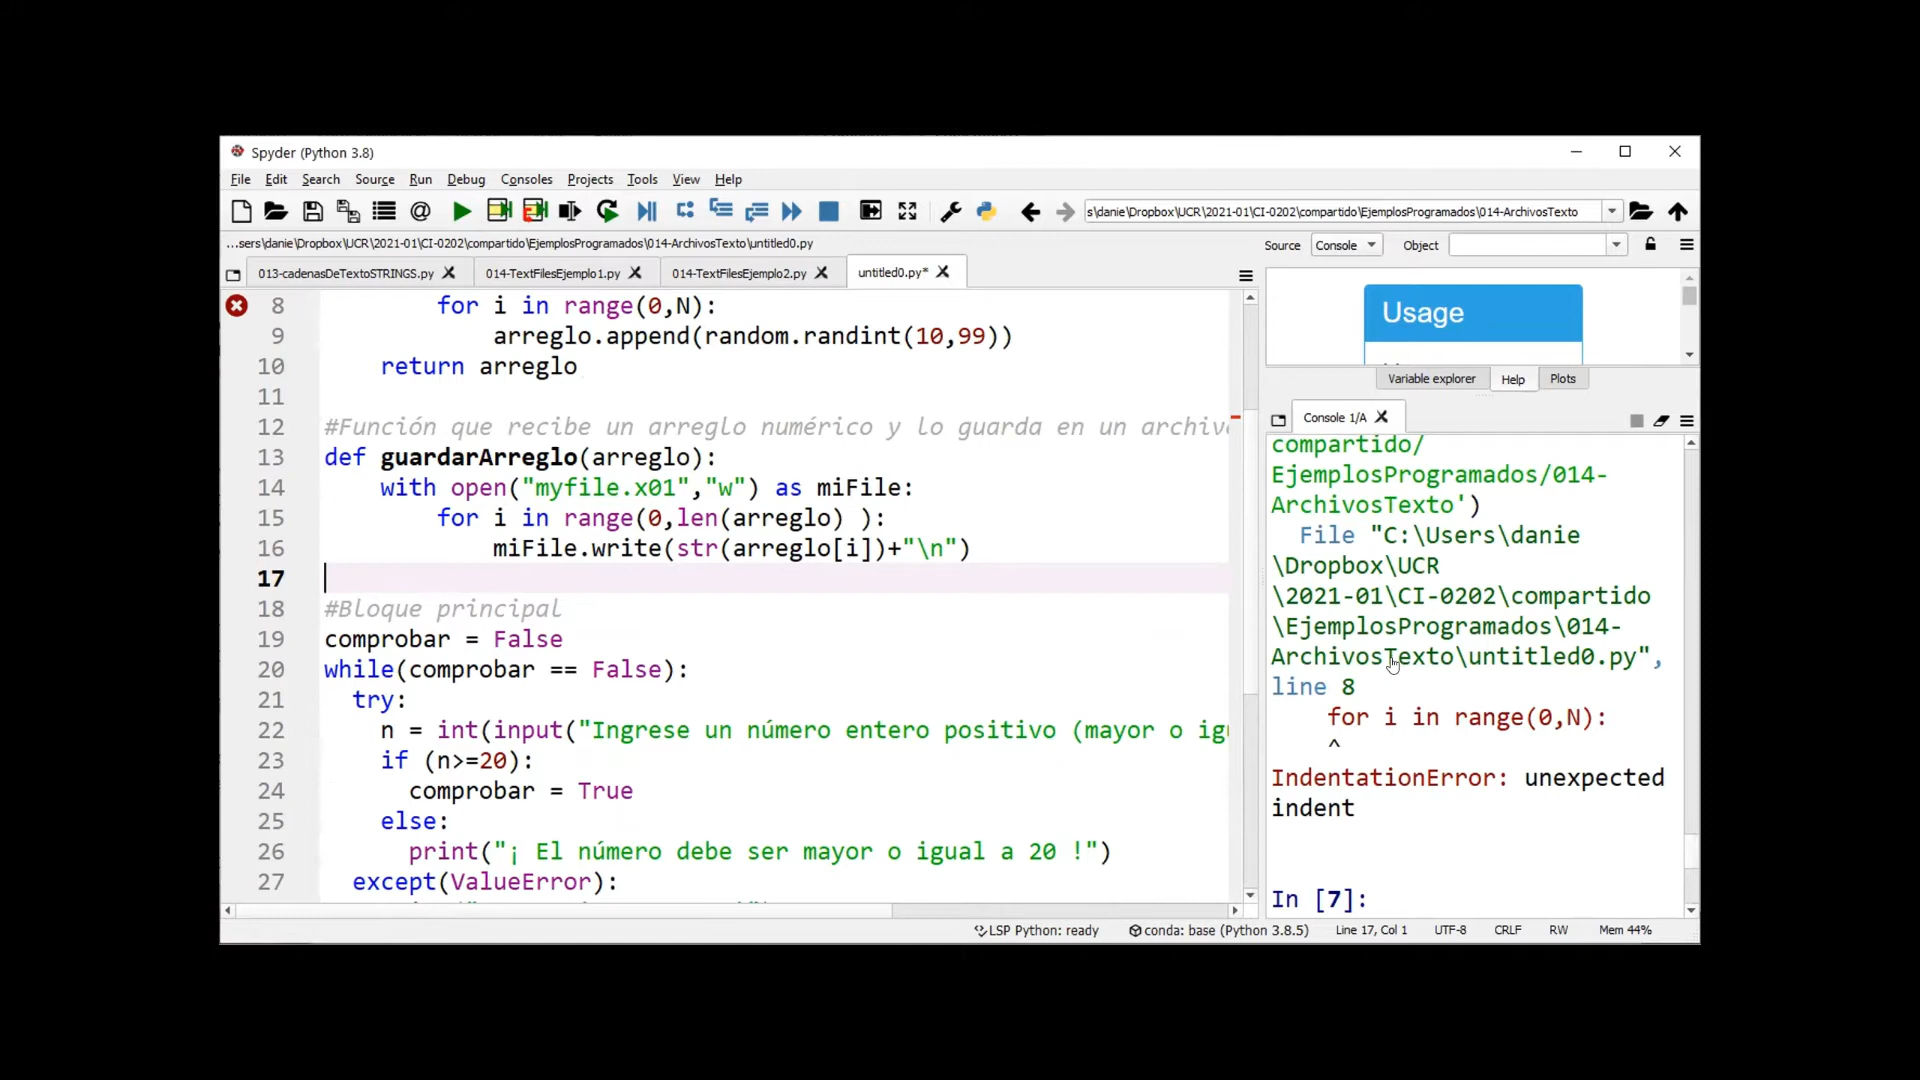 Spyder (Python 3.8)
File Edit Search Source Run Debug Consoles Projects Tools View Help
s\danie\Dropbox\UCR\2021-01\CI-0202\compartido\EjemplosProgramados\014-ArchivosTexto
...sers\danie\Dropbox\UCR\2021-01\CI-0202\compartido\EjemplosProgramados\014-ArchivosTexto\untitled0.py
013-cadenasDeTextoSTRINGS.py 014-TextFilesEjemplo1.py 014-TextFilesEjemplo2.py untitled0.py*
8 for i in range(0,N):
9 arreglo.append(random.randint(10,99))
10 return arreglo
11
12 #Función que recibe un arreglo numérico y lo guarda en un archiv
13 def guardarArreglo(arreglo):
14 with open("myfile.x01","w") as miFile:
15 for i in range(0,len(arreglo) ):
16 miFile.write(str(arreglo[i])+"\n")
17
18 #Bloque principal
19 comprobar = False
20 while(comprobar == False):
21 try:
22 n = int(input("Ingrese un número entero positivo (mayor o igu
23 if (n>=20):
24 comprobar = True
25 else:
26 print("¡ El número debe ser mayor o igual a 20 !")
27 except(ValueError):
Source Console Object
Usage
Variable explorer Help Plots
Console 1/A
compartido/
EjemplosProgramados/014-
ArchivosTexto')
File "C:\Users\danie
\Dropbox\UCR
\2021-01\CI-0202\compartido
\EjemplosProgramados\014-
ArchivosTexto\untitled0.py",
line 8
for i in range(0,N):
^
IndentationError: unexpected
indent
In [7]:
LSP Python: ready conda: base (Python 3.8.5) Line 17, Col 1 UTF-8 CRLF RW Mem 44%